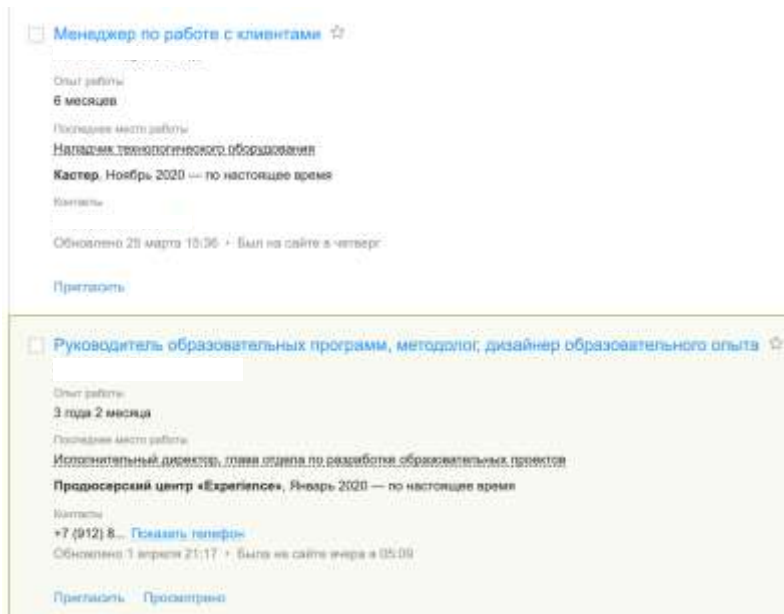 Менеджер по работе с клиентами
Опыт работы
6 месяцев
Последнее место работы
Наладчик технологического оборудования
Кастер, Ноябрь 2020 — по настоящее время
Контакты
Обновлено 25 марта 15:36 • Был на сайте в четверг
Пригласить
Руководитель образовательных программ, методолог, дизайнер образовательного опыта
Опыт работы
3 года 2 месяца
Последнее место работы
Исполнительный директор, глава отдела по разработке образовательных проектов
Продюсерский центр «Experience», Январь 2020 — по настоящее время
Контакты
+7 (912) 8... Показать телефон
Обновлено 1 апреля 21:17 • Была на сайте вчера в 05:09
Пригласить Просмотрено